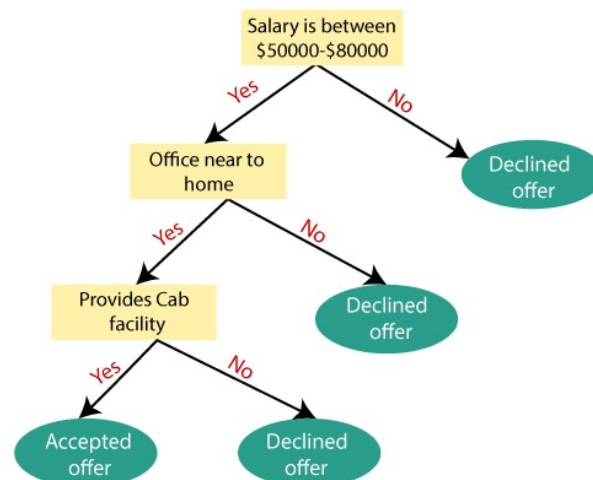 Salary is between
$50000-$80000
Yes
No
Office near to
home
Declined
offer
Yes
No
Provides Cab
facility
Declined
offer
Yes
No
Accepted
offer
Declined
offer